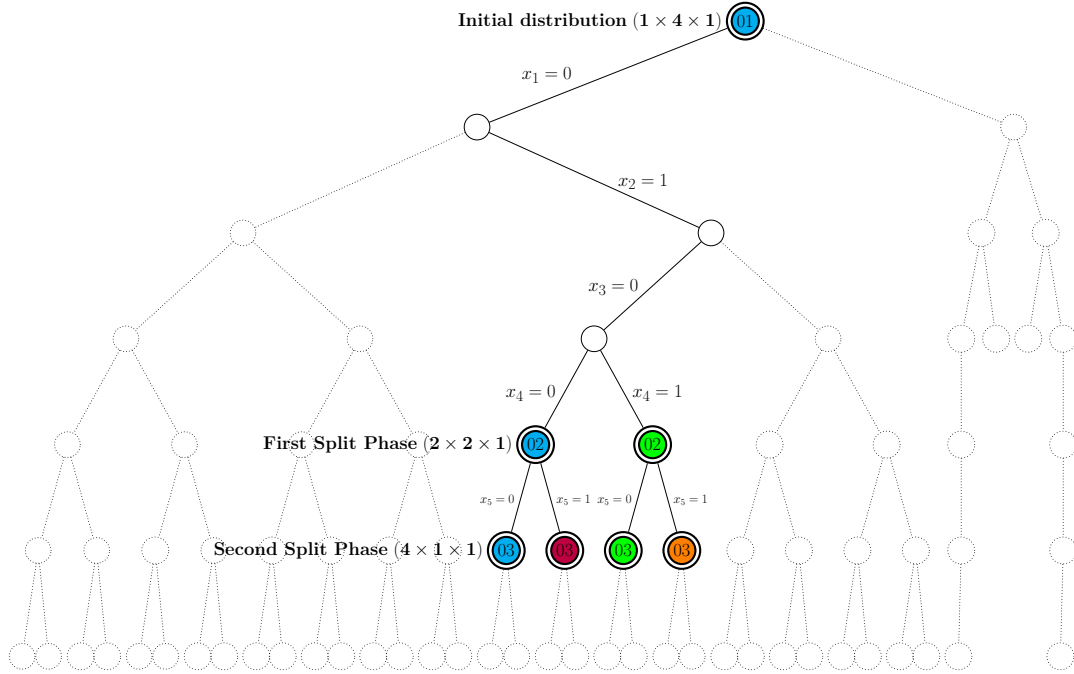 Initial distribution (1 × 4 × 1) 01
x₁ = 0
x₂ = 1
x₃ = 0
x₄ = 0 x₄ = 1
First Split Phase (2 × 2 × 1) 02 02
x₅ = 0 x₅ = 1 x₅ = 0 x₅ = 1
Second Split Phase (4 × 1 × 1) 03 03 03 03